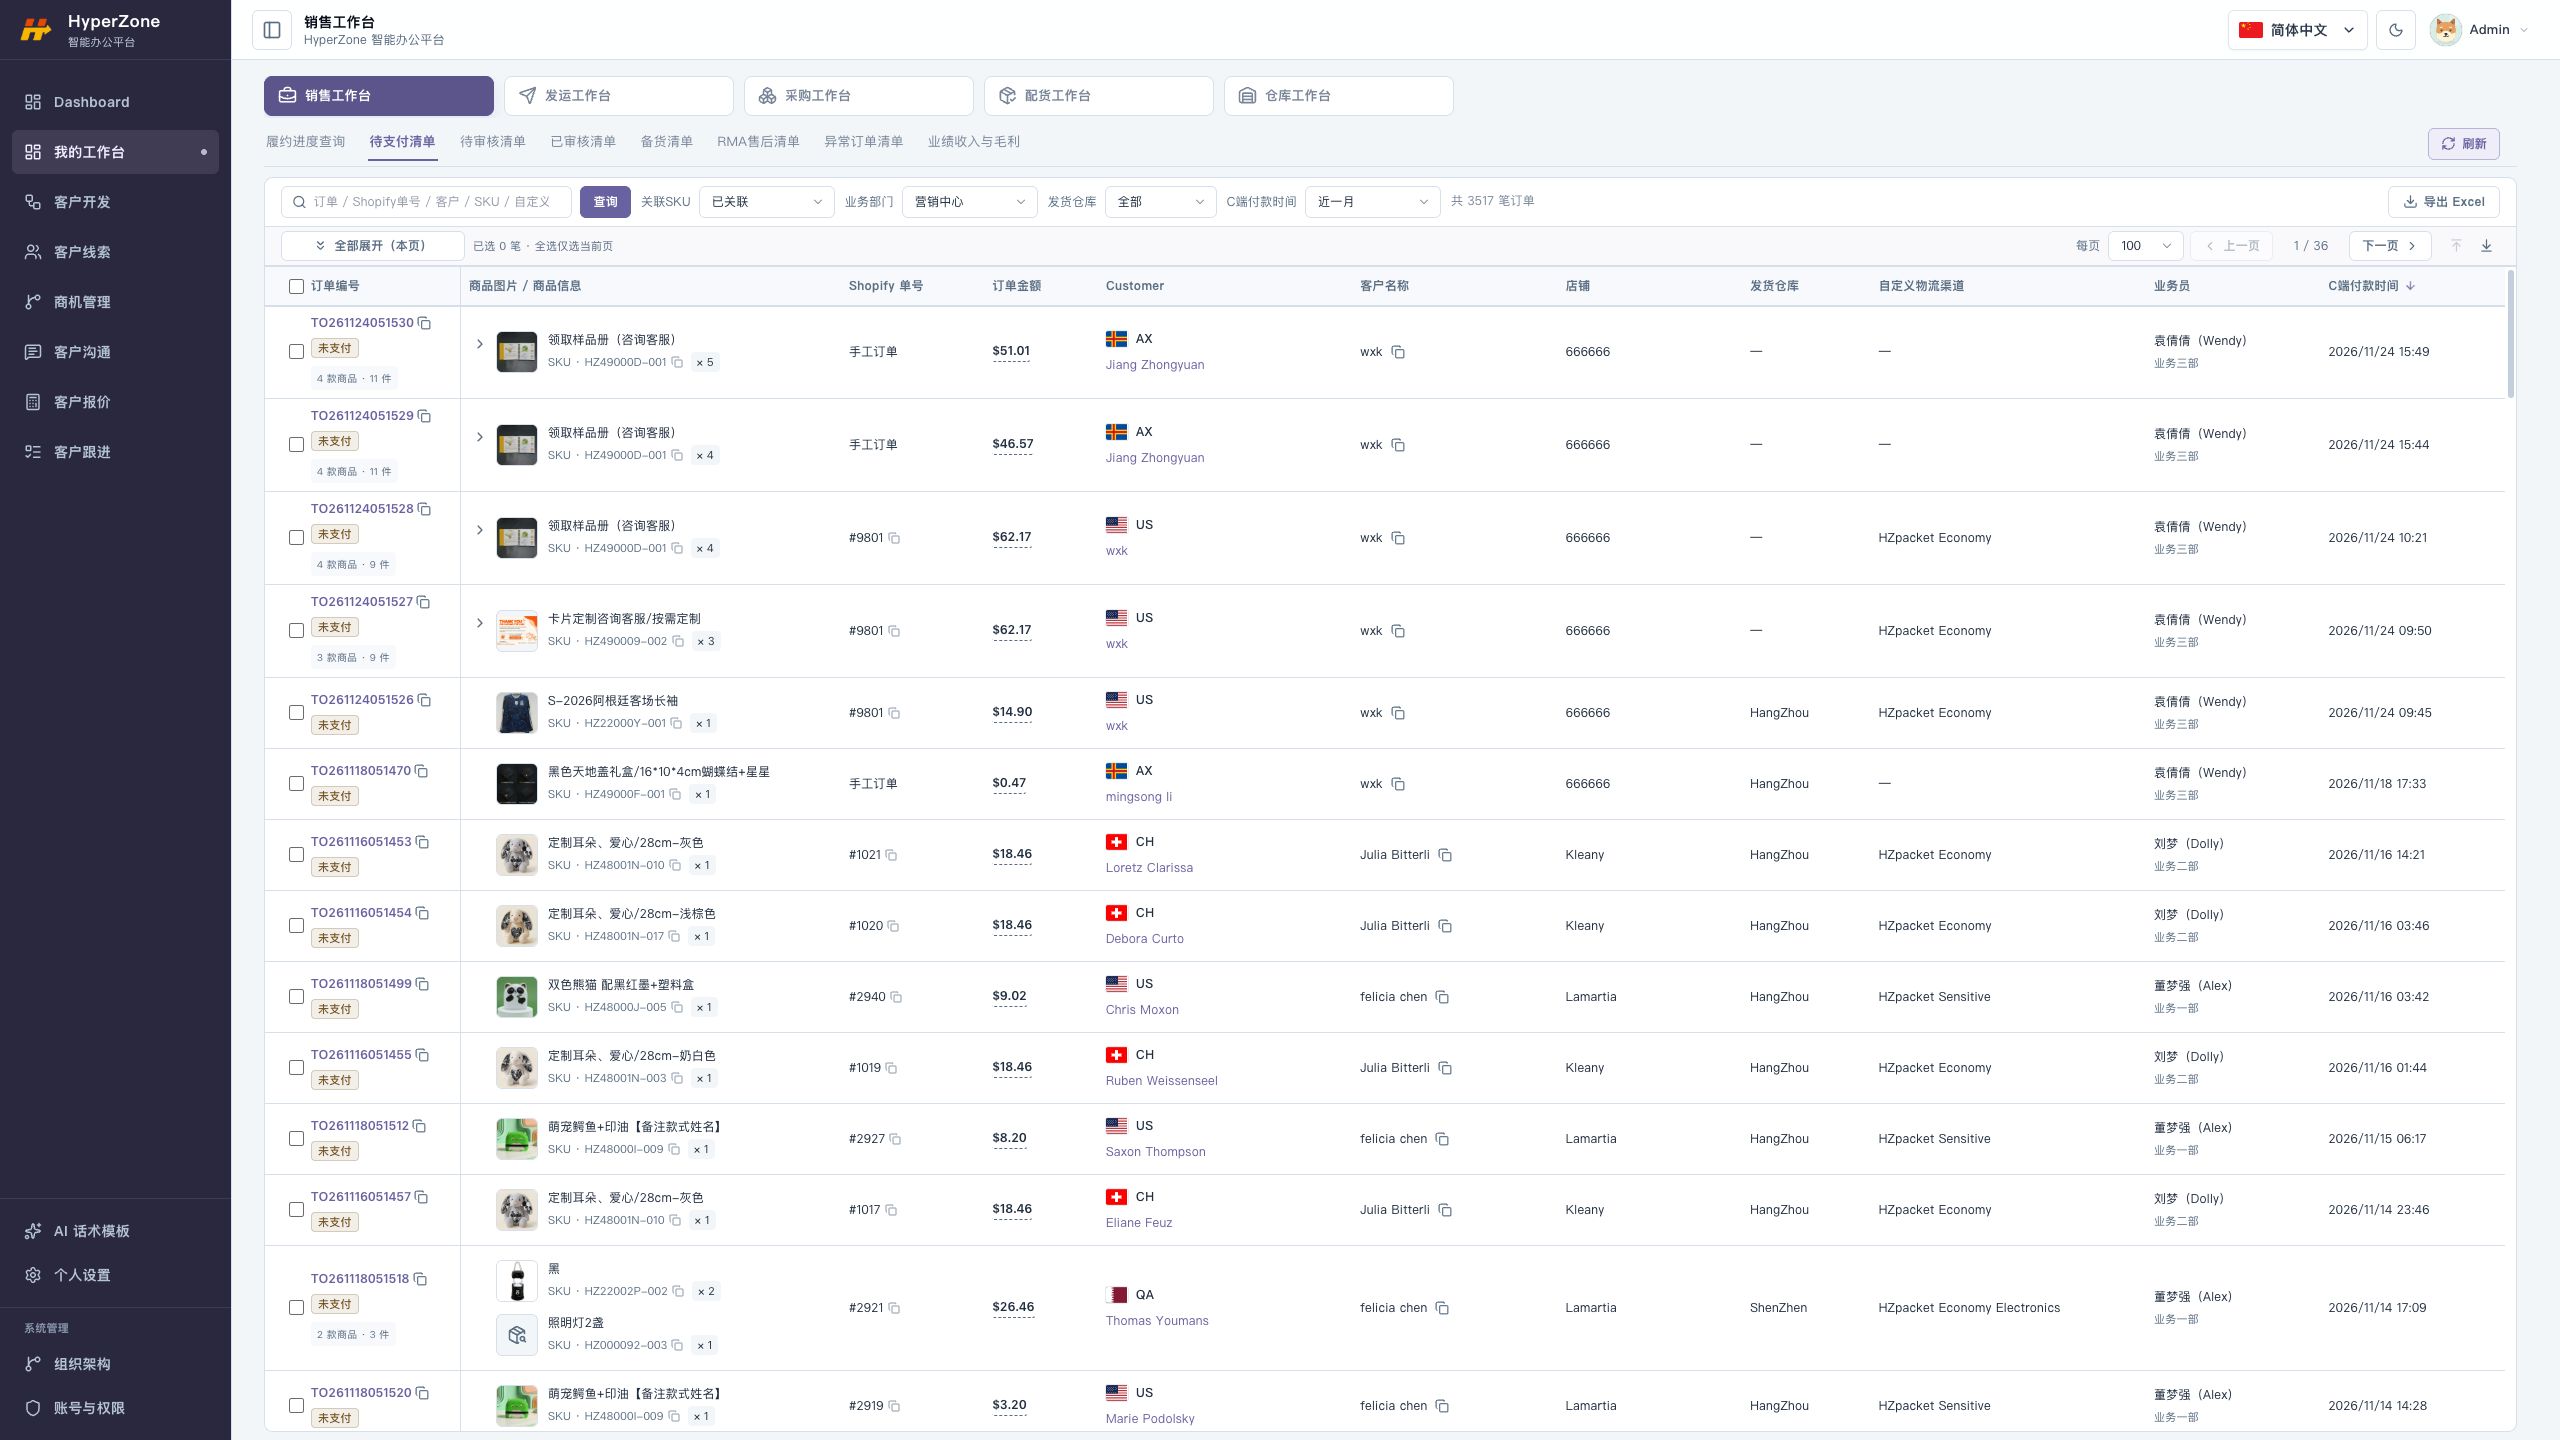 HyperZone
智能办公平台
Dashboard
我的工作台
客户开发
客户线索
商机管理
客户沟通
客户报价
客户跟进
AI 话术模板
个人设置
系统管理
组织架构
账号与权限
销售工作台
HyperZone 智能办公平台
简体中文
Admin
销售工作台 发运工作台 采购工作台 配货工作台 仓库工作台
履约进度查询 待支付清单 待审核清单 已审核清单 备货清单 RMA售后清单 异常订单清单 业绩收入与毛利 刷新
订单 / Shopify单号 / 客户 / SKU / 自定义 查询 关联SKU 已关联 业务部门 营销中心 发货仓库 全部 C端付款时间 近一月 共 3517 笔订单 导出 Excel
全部展开（本页） 已选 0 笔 · 全选仅选当前页 每页 100 上一页 1 / 36 下一页
订单编号 商品图片 / 商品信息 Shopify 单号 订单金额 Customer 客户名称 店铺 发货仓库 自定义物流渠道 业务员 C端付款时间
TO261124051530
未支付
4 款商品 · 11 件
领取样品册（咨询客服）
SKU · HZ49000D-001 × 5
手工订单 $51.01
AX
Jiang Zhongyuan
wxk 666666 — —
袁倩倩（Wendy）
业务三部
2026/11/24 15:49
TO261124051529
未支付
4 款商品 · 11 件
领取样品册（咨询客服）
SKU · HZ49000D-001 × 4
手工订单 $46.57
AX
Jiang Zhongyuan
wxk 666666 — —
袁倩倩（Wendy）
业务三部
2026/11/24 15:44
TO261124051528
未支付
4 款商品 · 9 件
领取样品册（咨询客服）
SKU · HZ49000D-001 × 4
#9801 $62.17
US
wxk
wxk 666666 — HZpacket Economy
袁倩倩（Wendy）
业务三部
2026/11/24 10:21
TO261124051527
未支付
3 款商品 · 9 件
卡片定制咨询客服/按需定制
SKU · HZ490009-002 × 3
#9801 $62.17
US
wxk
wxk 666666 — HZpacket Economy
袁倩倩（Wendy）
业务三部
2026/11/24 09:50
TO261124051526
未支付
S-2026阿根廷客场长袖
SKU · HZ22000Y-001 × 1
#9801 $14.90
US
wxk
wxk 666666 HangZhou HZpacket Economy
袁倩倩（Wendy）
业务三部
2026/11/24 09:45
TO261118051470
未支付
黑色天地盖礼盒/16*10*4cm蝴蝶结+星星
SKU · HZ49000F-001 × 1
手工订单 $0.47
AX
mingsong li
wxk 666666 HangZhou —
袁倩倩（Wendy）
业务三部
2026/11/18 17:33
TO261116051453
未支付
定制耳朵、爱心/28cm-灰色
SKU · HZ48001N-010 × 1
#1021 $18.46
CH
Loretz Clarissa
Julia Bitterli Kleany HangZhou HZpacket Economy
刘梦（Dolly）
业务二部
2026/11/16 14:21
TO261116051454
未支付
定制耳朵、爱心/28cm-浅棕色
SKU · HZ48001N-017 × 1
#1020 $18.46
CH
Debora Curto
Julia Bitterli Kleany HangZhou HZpacket Economy
刘梦（Dolly）
业务二部
2026/11/16 03:46
TO261118051499
未支付
双色熊猫 配黑红墨+塑料盒
SKU · HZ48000J-005 × 1
#2940 $9.02
US
Chris Moxon
felicia chen Lamartia HangZhou HZpacket Sensitive
董梦强（Alex）
业务一部
2026/11/16 03:42
TO261116051455
未支付
定制耳朵、爱心/28cm-奶白色
SKU · HZ48001N-003 × 1
#1019 $18.46
CH
Ruben Weissenseel
Julia Bitterli Kleany HangZhou HZpacket Economy
刘梦（Dolly）
业务二部
2026/11/16 01:44
TO261118051512
未支付
萌宠鳄鱼+印油【备注款式姓名】
SKU · HZ48000I-009 × 1
#2927 $8.20
US
Saxon Thompson
felicia chen Lamartia HangZhou HZpacket Sensitive
董梦强（Alex）
业务一部
2026/11/15 06:17
TO261116051457
未支付
定制耳朵、爱心/28cm-灰色
SKU · HZ48001N-010 × 1
#1017 $18.46
CH
Eliane Feuz
Julia Bitterli Kleany HangZhou HZpacket Economy
刘梦（Dolly）
业务二部
2026/11/14 23:46
TO261118051518
未支付
2 款商品 · 3 件
黑
SKU · HZ22002P-002 × 2
照明灯2盏
SKU · HZ000092-003 × 1
#2921 $26.46
QA
Thomas Youmans
felicia chen Lamartia ShenZhen HZpacket Economy Electronics
董梦强（Alex）
业务一部
2026/11/14 17:09
TO261118051520
未支付
萌宠鳄鱼+印油【备注款式姓名】
SKU · HZ48000I-009 × 1
#2919 $3.20
US
Marie Podolsky
felicia chen Lamartia HangZhou HZpacket Sensitive
董梦强（Alex）
业务一部
2026/11/14 14:28